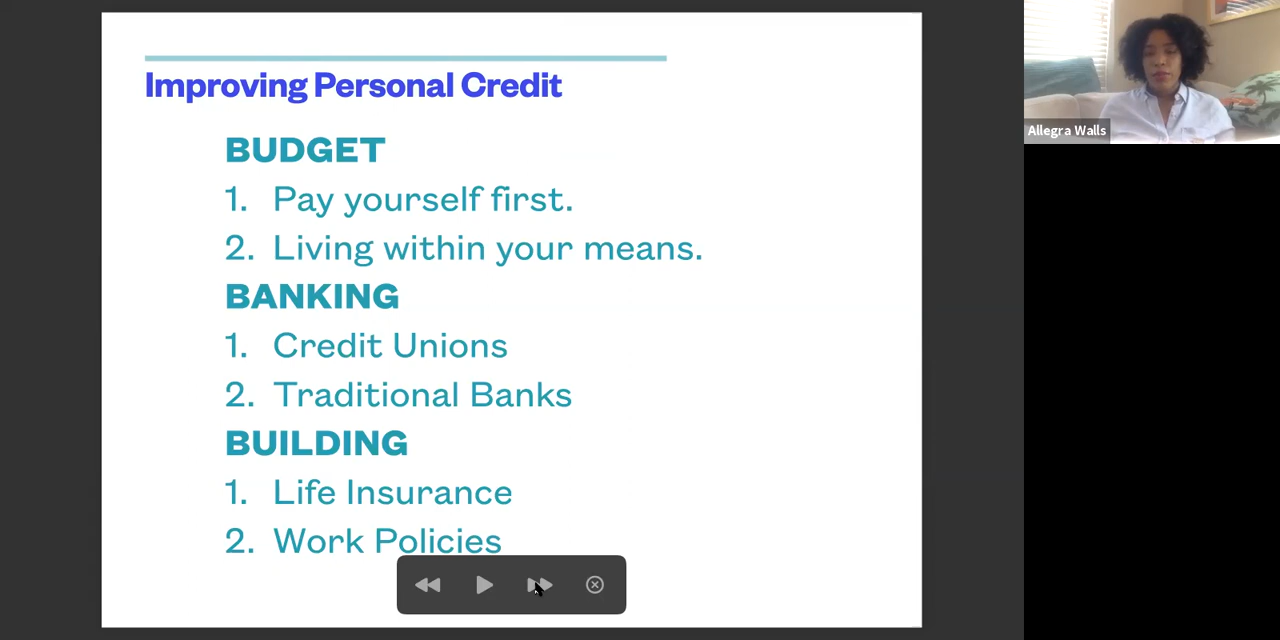 Improving Personal Credit
BUDGET
1. Pay yourself first.
2. Living within your means.
BANKING
1. Credit Unions
2. Traditional Banks
BUILDING
1. Life Insurance
2. Work Policies
Allegra Walls